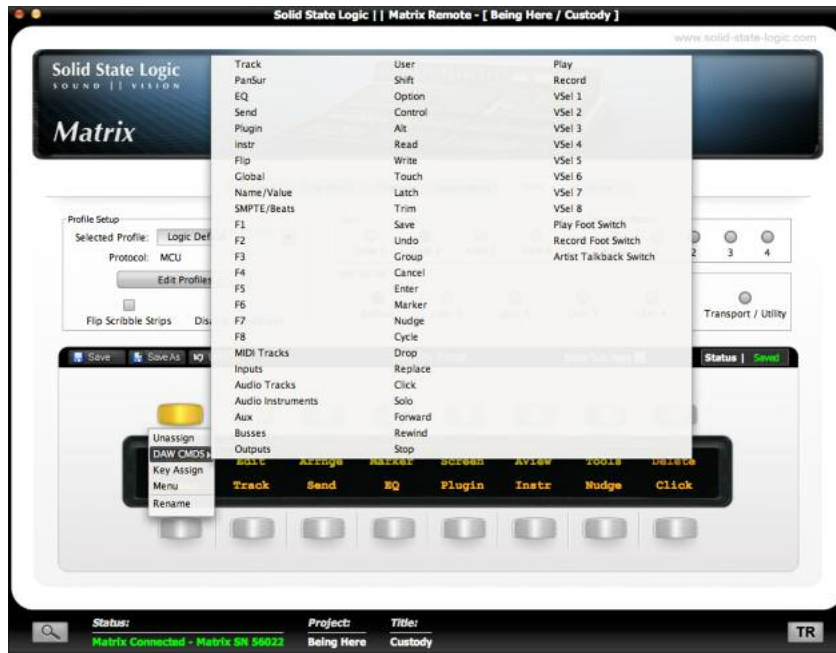 Solid State Logic || Matrix Remote - [ Being Here / Custody ]
www.solid-state-logic.com
Solid State Logic
SOUND || VISION
Matrix
Track User Play
PanSur Shift Record
EQ Option VSel 1
Send Control VSel 2
Plugin Alt VSel 3
Instr Read VSel 4
Flip Write VSel 5
Global Touch VSel 6
Name/Value Latch VSel 7
SMPTE/Beats Trim VSel 8
F1 Save Play Foot Switch
F2 Undo Record Foot Switch
F3 Group Artist Talkback Switch
F4 Cancel
F5 Enter
F6 Marker
F7 Nudge
F8 Cycle
MIDI Tracks Drop
Inputs Replace
Audio Tracks Click
Audio Instruments Solo
Aux Forward
Busses Rewind
Outputs Stop
Profile Setup
Selected Profile: Logic Def
Protocol: MCU
Edit Profiles
Flip Scribble Strips
2 3 4
Transport / Utility
Save Save As Status | Saved
Unassign
DAW CMDS
Key Assign
Menu
Rename
Edit Arrnge Marker Screen Aview Tools Delete
Track Send EQ Plugin Instr Nudge Click
Status: Project: Title:
Matrix Connected - Matrix SN 56022 Being Here Custody
TR